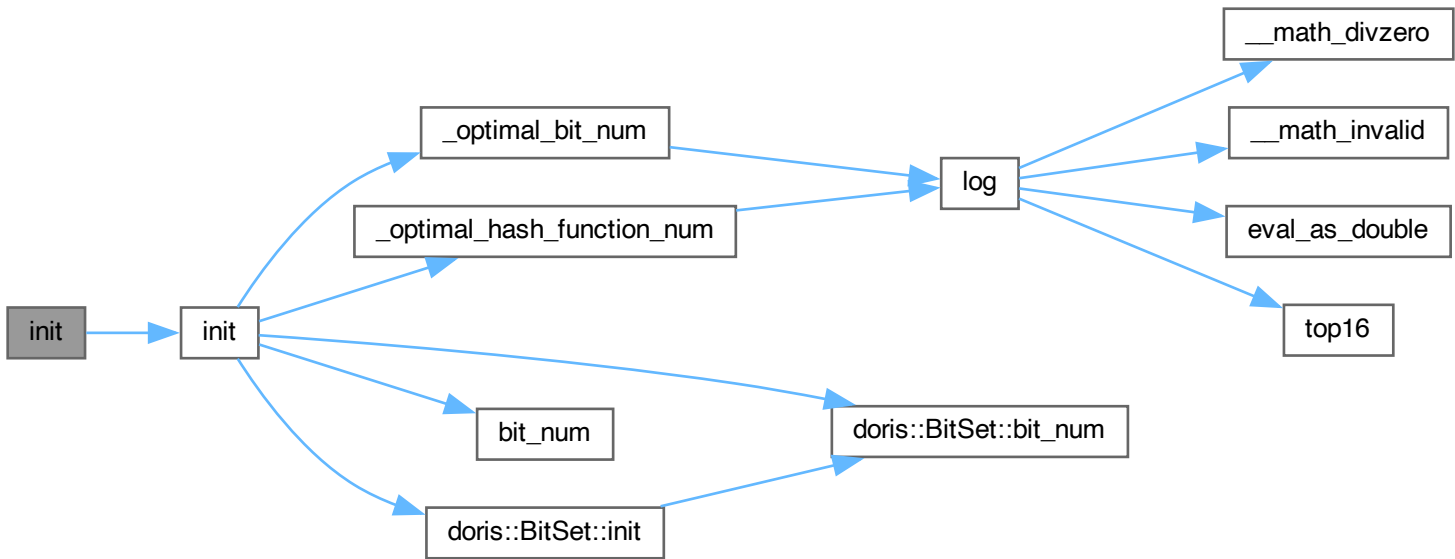 init
init
_optimal_bit_num
_optimal_hash_function_num
bit_num
doris::BitSet::init
log
doris::BitSet::bit_num
__math_divzero
__math_invalid
eval_as_double
top16